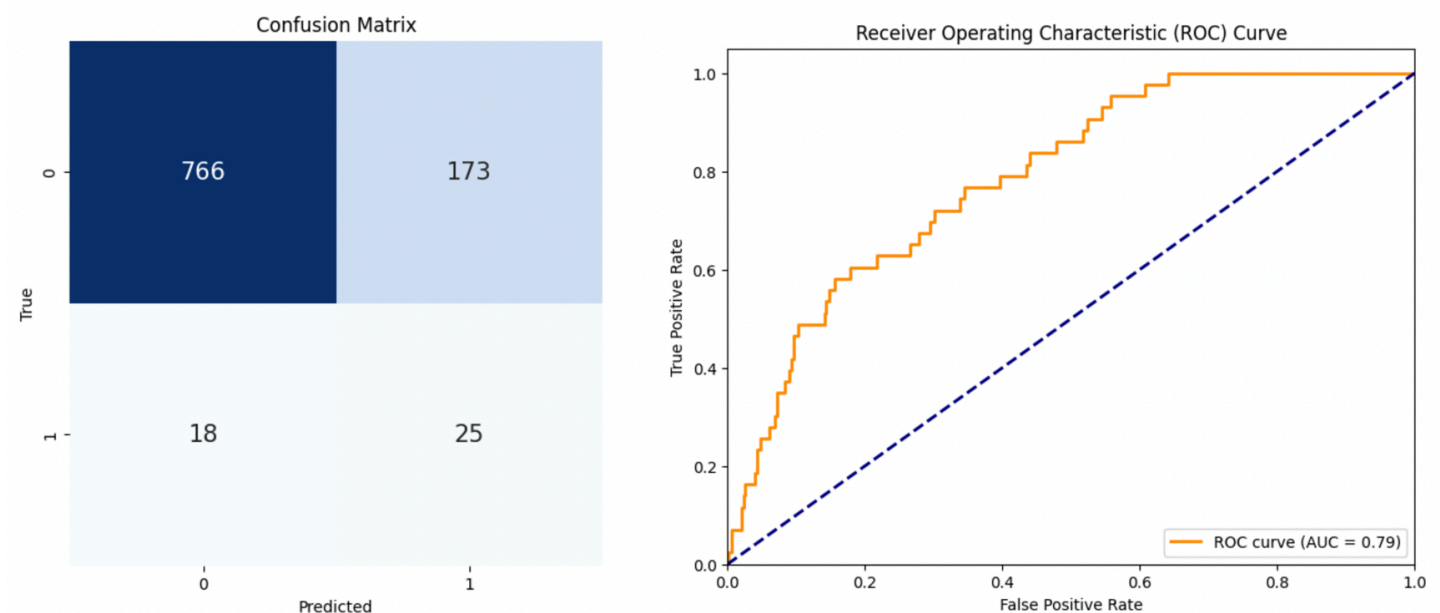 Confusion Matrix
0
766
173
True
1
18
25
0
1
Predicted
Receiver Operating Characteristic (ROC) Curve
1.0
0.8
0.6
0.4
0.2
0.0
True Positive Rate
ROC curve (AUC = 0.79)
0.0
0.2
0.4
0.6
0.8
1.0
False Positive Rate